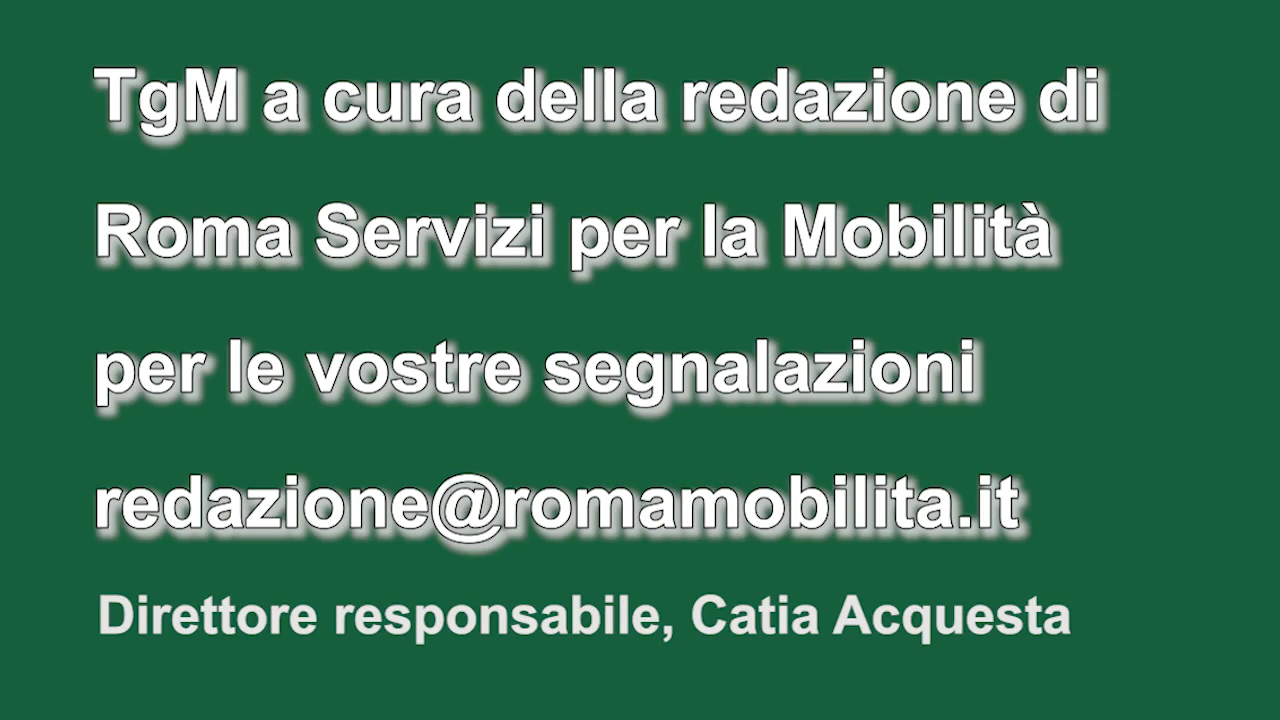 TgM a cura della redazione di
Roma Servizi per la Mobilità
per le vostre segnalazioni
redazione@romamobilita.it
Direttore responsabile, Catia Acquesta